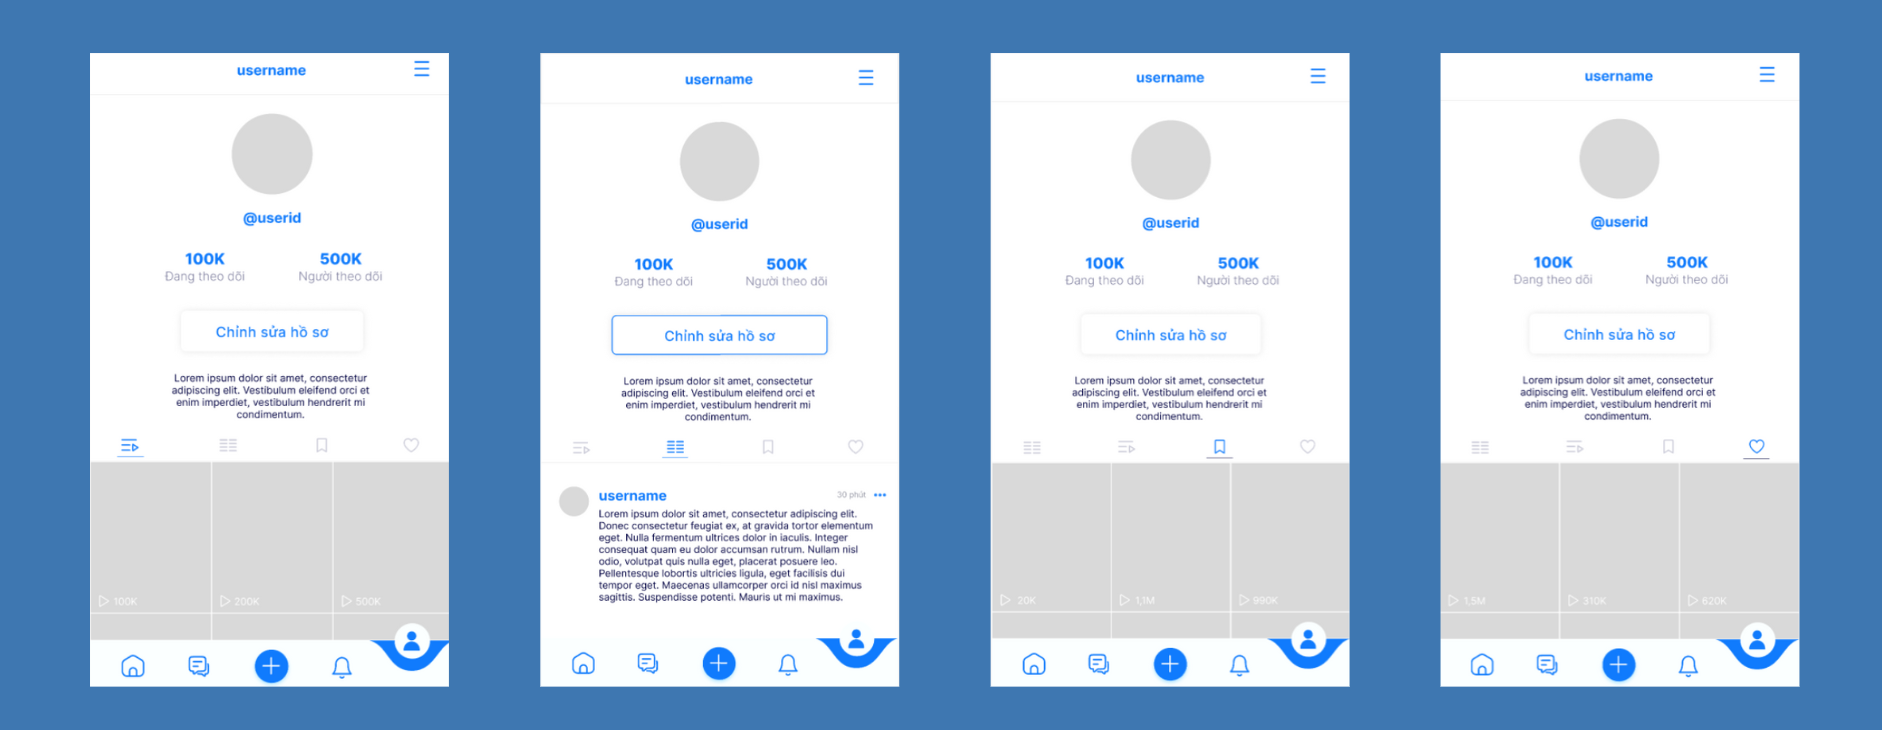 username
@userid
100K
Đang theo dõi
500K
Người theo dõi
Chỉnh sửa hồ sơ
Lorem ipsum dolor sit amet, consectetur
adipiscing elit. Vestibulum eleifend orci et
enim imperdiet, vestibulum hendrerit mi
condimentum.
100K
200K
500K
username
@userid
100K
Đang theo dõi
500K
Người theo dõi
Chỉnh sửa hồ sơ
Lorem ipsum dolor sit amet, consectetur
adipiscing elit. Vestibulum eleifend orci et
enim imperdiet, vestibulum hendrerit mi
condimentum.
username
30 phút
Lorem ipsum dolor sit amet, consectetur adipiscing elit.
Donec consectetur feugiat ex, at gravida tortor elementum
eget. Nulla fermentum ultrices dolor in iaculis. Integer
consequat quam eu dolor accumsan rutrum. Nullam nisl
odio, volutpat quis nulla eget, placerat posuere leo.
Pellentesque lobortis ultricies ligula, eget facilisis dui
tempor eget. Maecenas ullamcorper orci id nisl maximus
sagittis. Suspendisse potenti. Mauris ut mi maximus.
username
@userid
100K
Đang theo dõi
500K
Người theo dõi
Chỉnh sửa hồ sơ
Lorem ipsum dolor sit amet, consectetur
adipiscing elit. Vestibulum eleifend orci et
enim imperdiet, vestibulum hendrerit mi
condimentum.
20K
1,1M
990K
username
@userid
100K
Đang theo dõi
500K
Người theo dõi
Chỉnh sửa hồ sơ
Lorem ipsum dolor sit amet, consectetur
adipiscing elit. Vestibulum eleifend orci et
enim imperdiet, vestibulum hendrerit mi
condimentum.
1,5M
310K
620K